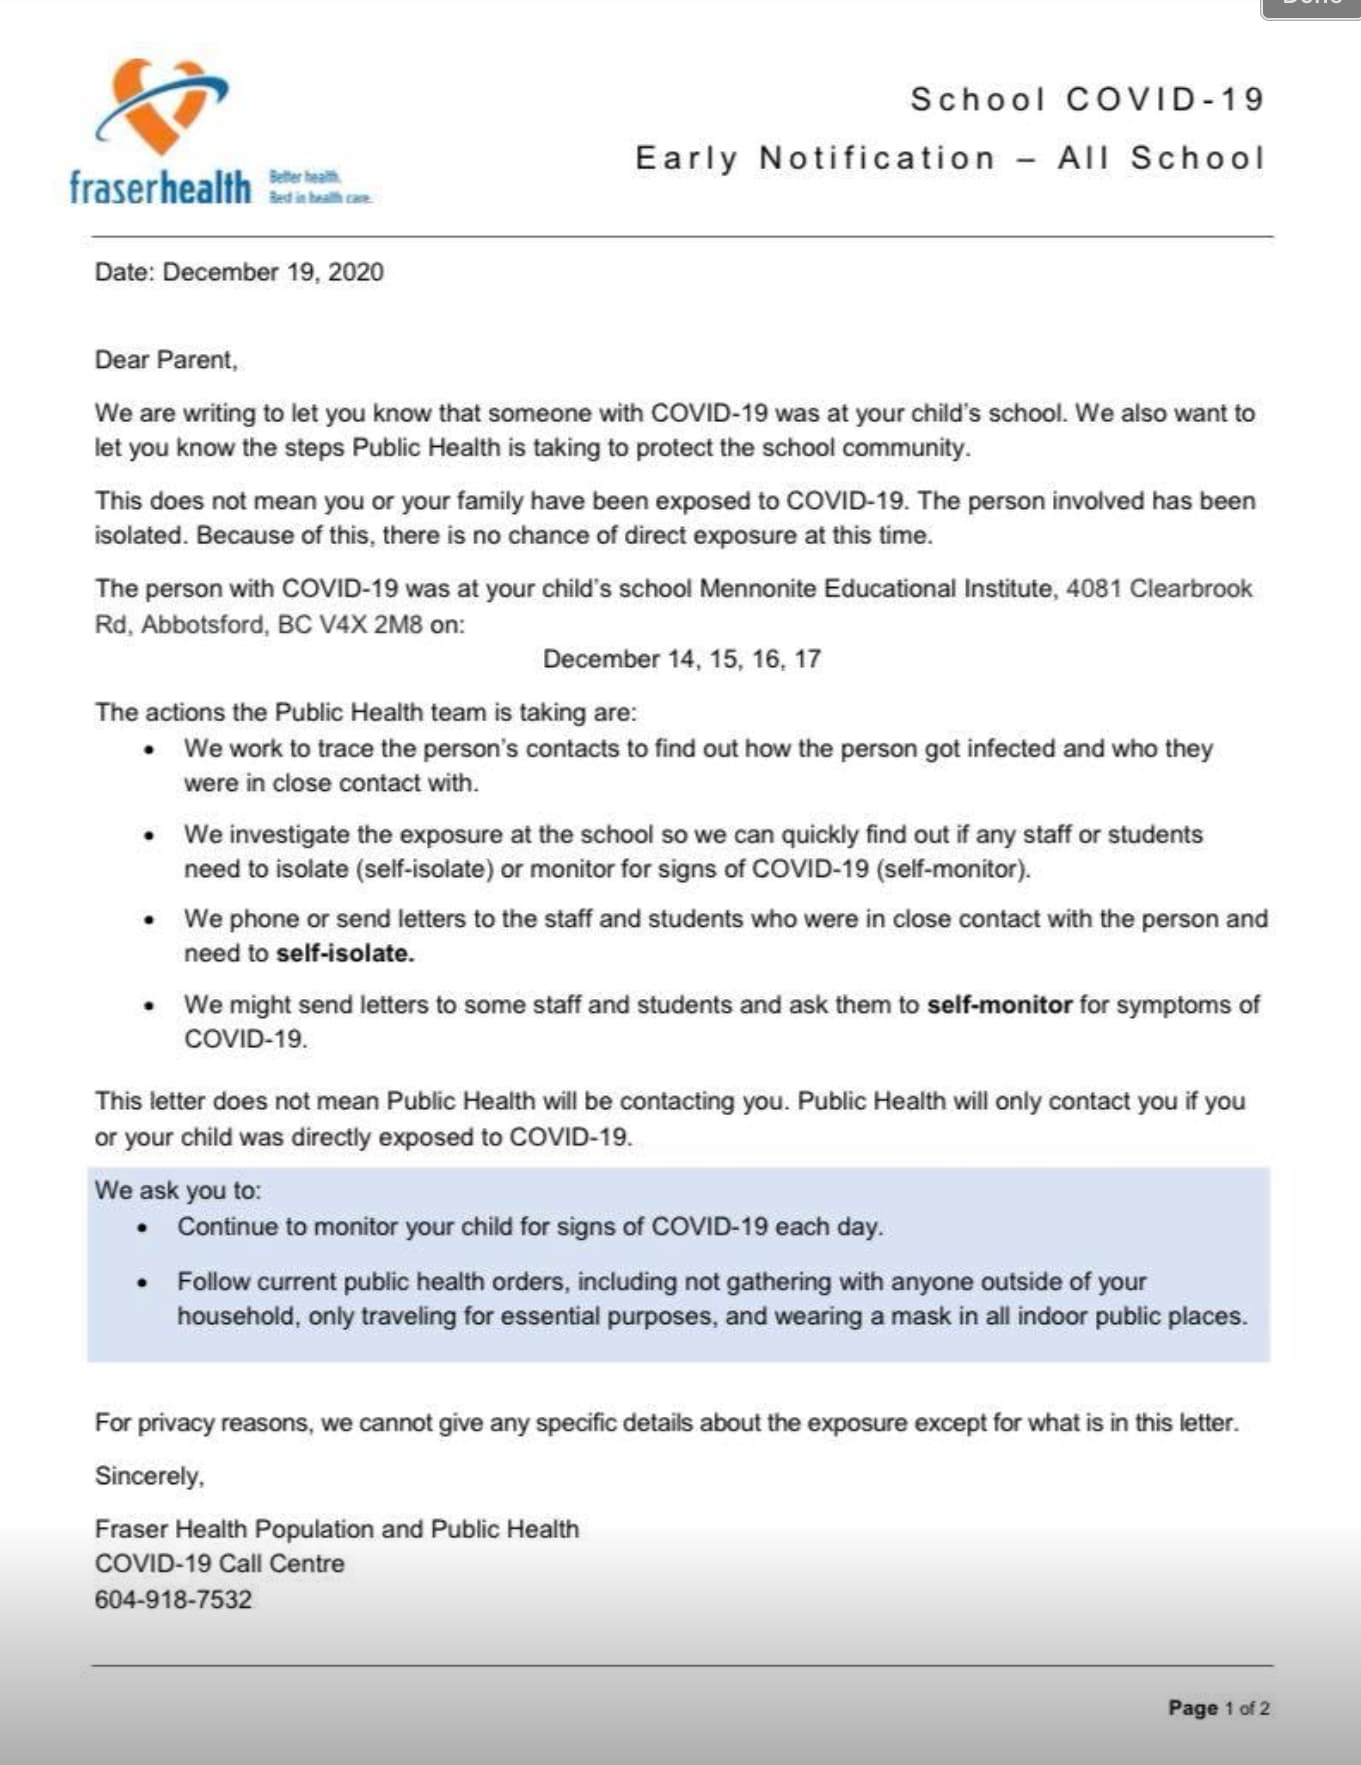 Done
fraserhealth
Better health.
Best in health care.
School COVID-19
Early Notification – All School
Date: December 19, 2020
Dear Parent,
We are writing to let you know that someone with COVID-19 was at your child's school. We also want to
let you know the steps Public Health is taking to protect the school community.
This does not mean you or your family have been exposed to COVID-19. The person involved has been
isolated. Because of this, there is no chance of direct exposure at this time.
The person with COVID-19 was at your child's school Mennonite Educational Institute, 4081 Clearbrook
Rd, Abbotsford, BC V4X 2M8 on:
December 14, 15, 16, 17
The actions the Public Health team is taking are:
• We work to trace the person's contacts to find out how the person got infected and who they
were in close contact with.
• We investigate the exposure at the school so we can quickly find out if any staff or students
need to isolate (self-isolate) or monitor for signs of COVID-19 (self-monitor).
• We phone or send letters to the staff and students who were in close contact with the person and
need to self-isolate.
• We might send letters to some staff and students and ask them to self-monitor for symptoms of
COVID-19.
This letter does not mean Public Health will be contacting you. Public Health will only contact you if you
or your child was directly exposed to COVID-19.
We ask you to:
• Continue to monitor your child for signs of COVID-19 each day.
• Follow current public health orders, including not gathering with anyone outside of your
household, only traveling for essential purposes, and wearing a mask in all indoor public places.
For privacy reasons, we cannot give any specific details about the exposure except for what is in this letter.
Sincerely,
Fraser Health Population and Public Health
COVID-19 Call Centre
604-918-7532
Page 1 of 2